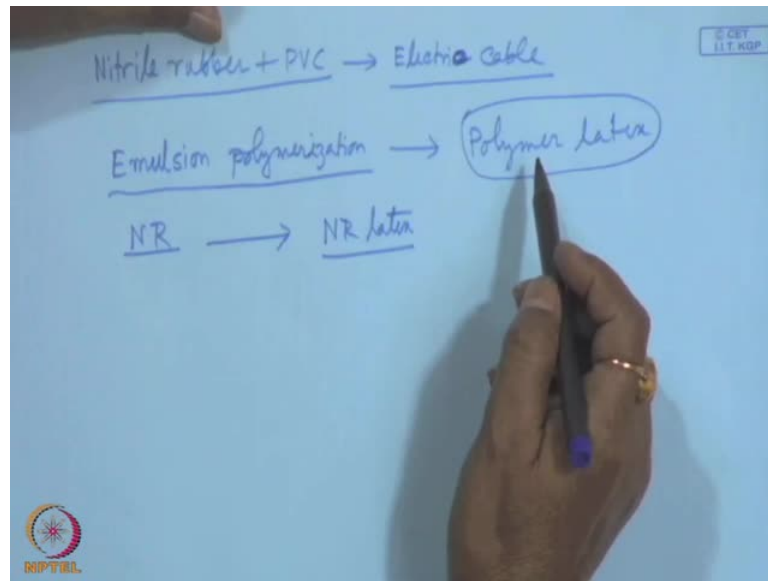 © CET
I.I.T. KGP
Nitrile rubber + PVC → Electric cable
Emulsion polymerization → Polymer latex
NR → NR latex
NPTEL